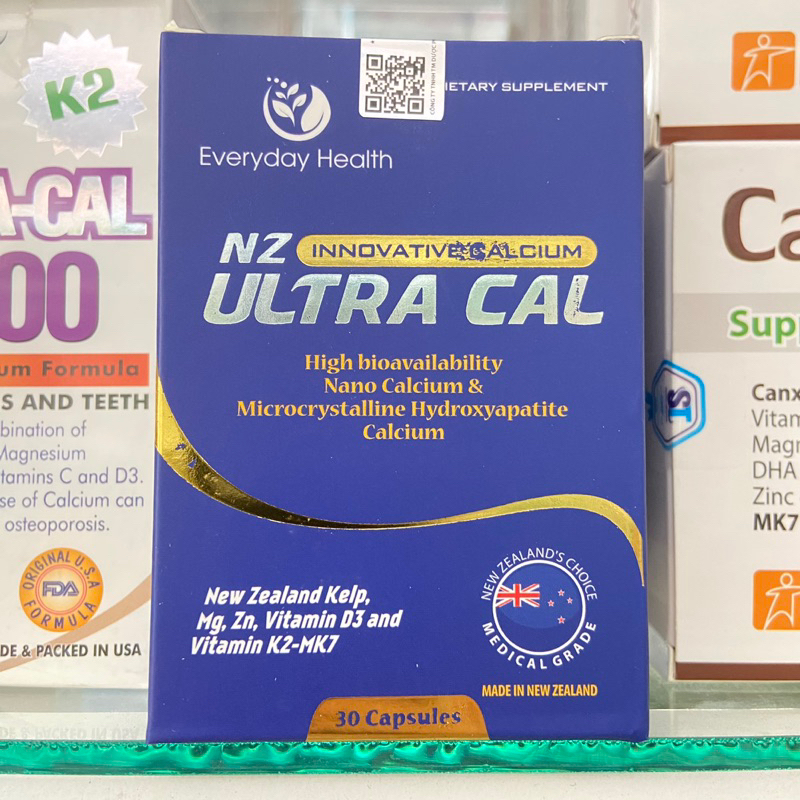 K2
A-CAL
00
um Formula
S AND TEETH
bination of
Magnesium
tamins C and D3.
se of Calcium can
osteoporosis.
ORIGINAL U.S.A
FDA
FORMULA
DE & PACKED IN USA
Everyday Health
IETARY SUPPLEMENT
NZ INNOVATIVE CALCIUM
ULTRA CAL
High bioavailability
Nano Calcium &
Microcrystalline Hydroxyapatite
Calcium
New Zealand Kelp,
Mg, Zn, Vitamin D3 and
Vitamin K2-MK7
NEW ZEALAND'S CHOICE
MEDICAL GRADE
MADE IN NEW ZEALAND
30 Capsules
Ca
Supp
Canx
Vitam
Magn
DHA
Zinc
MK7